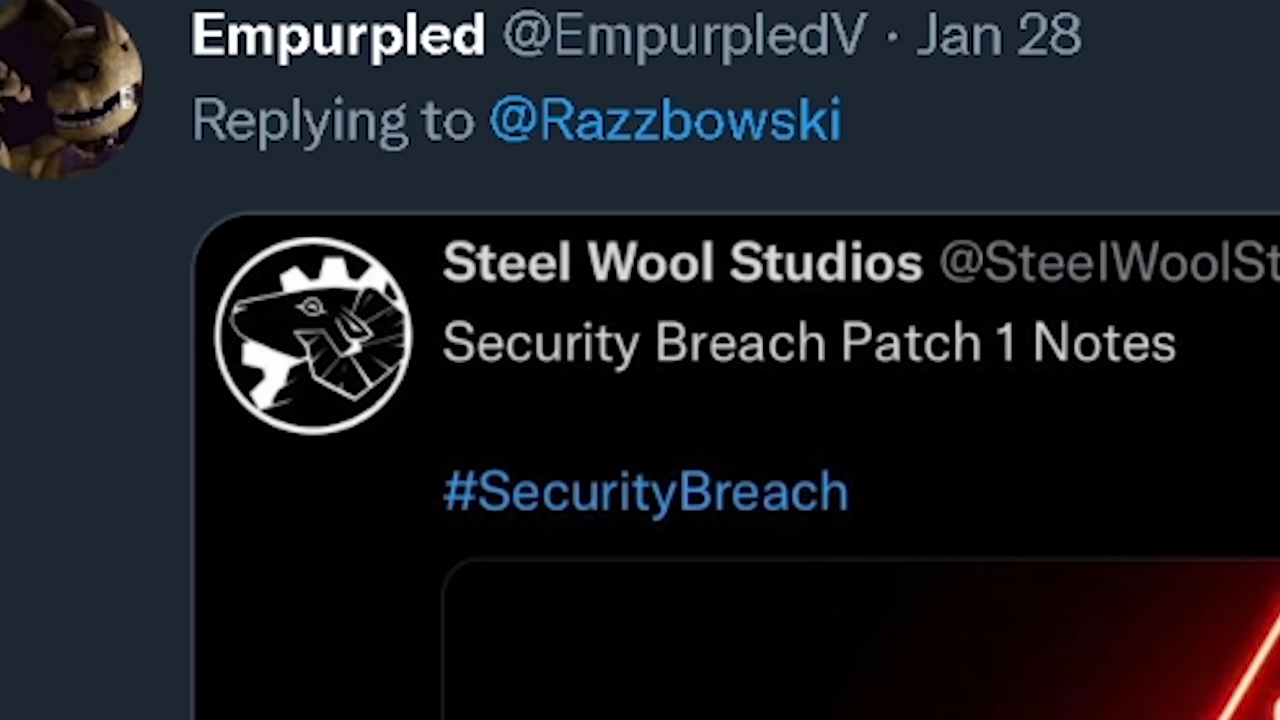 Empurpled @EmpurpledV · Jan 28
Replying to @Razzbowski
Steel Wool Studios @SteelWoolSt
Security Breach Patch 1 Notes
#SecurityBreach